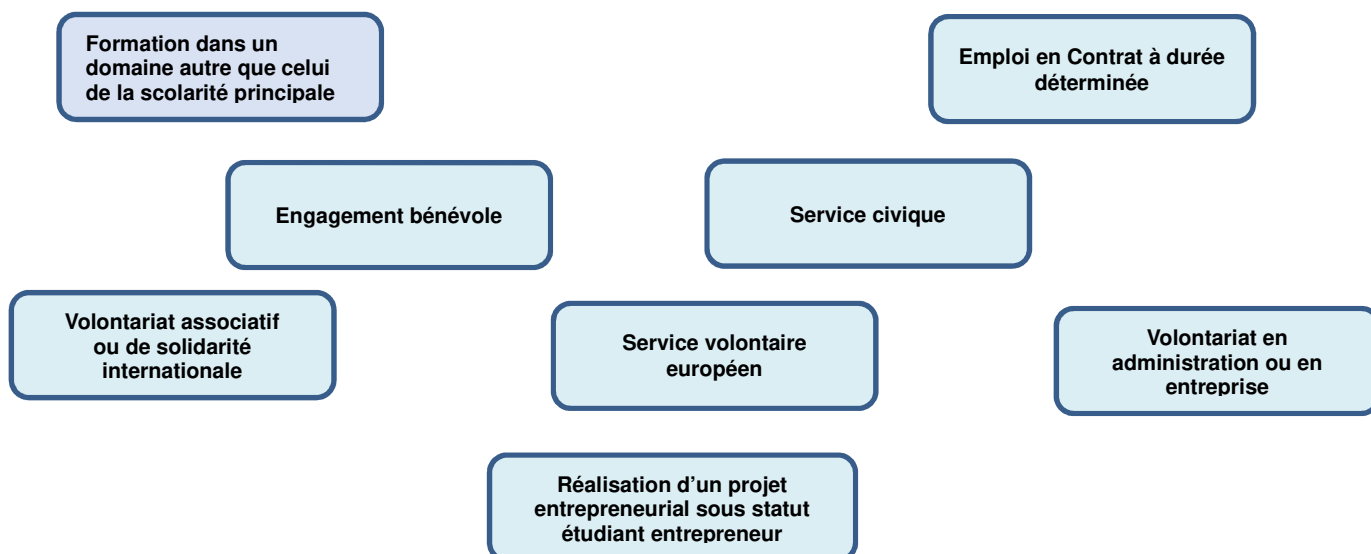 Formation dans un
domaine autre que celui
de la scolarité principale
Emploi en Contrat à durée
déterminée
Engagement bénévole
Service civique
Volontariat associatif
ou de solidarité
internationale
Service volontaire
européen
Volontariat en
administration ou en
entreprise
Réalisation d’un projet
entrepreneurial sous statut
étudiant entrepreneur